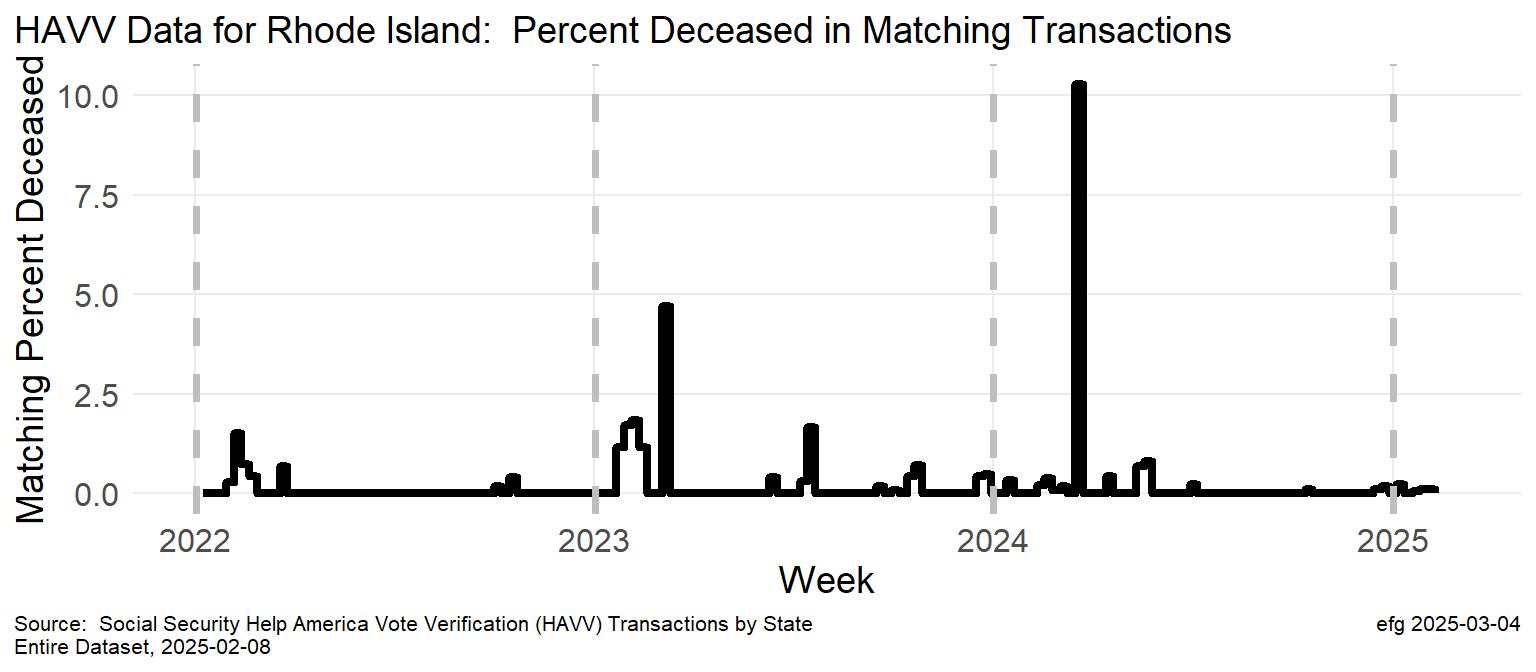 HAVV Data for Rhode Island:  Percent Deceased in Matching Transactions
Matching Percent Deceased
10.0
7.5
5.0
2.5
0.0
2022 2023 2024 2025
Week
Source:  Social Security Help America Vote Verification (HAVV) Transactions by State
Entire Dataset, 2025-02-08
efg 2025-03-04